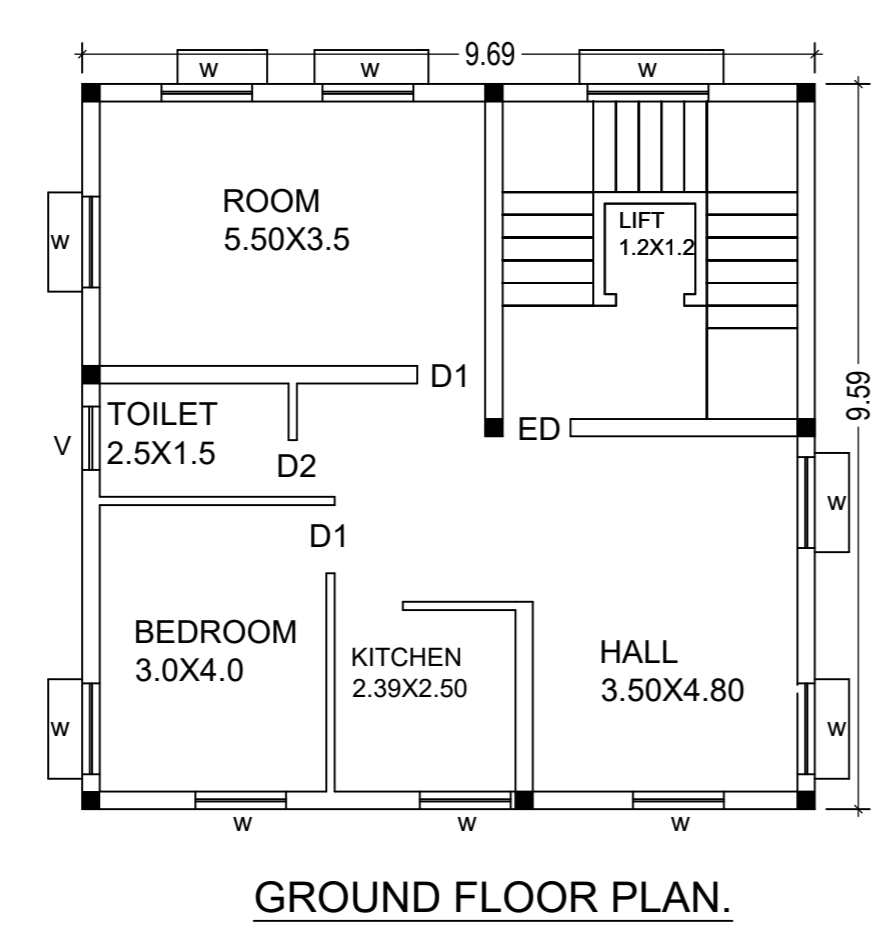 9.69
w
w
w
ROOM
5.50X3.5
LIFT
1.2X1.2
w
9.59
D1
TOILET
2.5X1.5
V
D2
ED
w
D1
BEDROOM
3.0X4.0
KITCHEN
2.39X2.50
HALL
3.50X4.80
w
w
w
w
w
GROUND FLOOR PLAN.